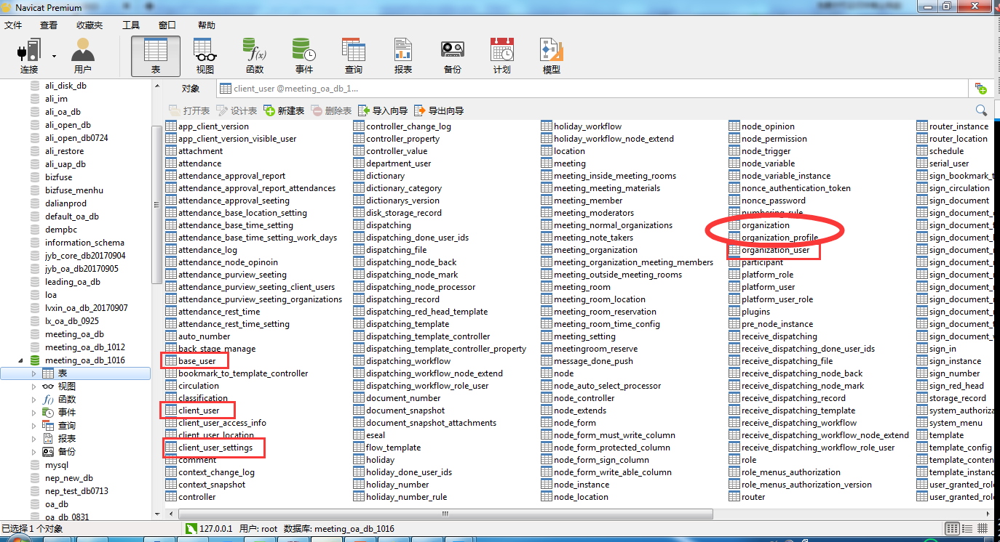 Navicat Premium
文件 查看 收藏夹 工具 窗口 帮助
连接 用户 表 视图 函数 事件 查询 报表 备份 计划 模型
对象 client_user @meeting_oa_db_1...
打开表 设计表 新建表 删除表 导入向导 导出向导
ali_disk_db
ali_im
ali_oa_db
ali_open_db
ali_open_db0724
ali_restore
ali_uap_db
bizfuse
bizfuse_menhu
dalianprod
default_oa_db
dempbc
information_schema
jyb_core_db20170904
jyb_oa_db20170905
leading_oa_db
loa
lvxin_oa_db_20170907
lx_oa_db_0925
meeting_oa_db
meeting_oa_db_1012
meeting_oa_db_1016
表
视图
函数
事件
查询
报表
备份
mysql
nep_new_db
nep_test_db0713
oa_db
oa_db_0831
app_client_version
app_client_version_visible_user
attachment
attendance
attendance_approval_report
attendance_approval_report_attendances
attendance_approval_seeting
attendance_base_location_setting
attendance_base_time_setting
attendance_base_time_setting_work_days
attendance_log
attendance_node_opinoin
attendance_purview_seeting
attendance_purview_seeting_client_users
attendance_purview_seeting_organizations
attendance_rest_time
attendance_rest_time_setting
auto_number
back_stage_manage
base_user
bookmark_to_template_controller
circulation
classification
client_user
client_user_access_info
client_user_location
client_user_settings
comment
context_change_log
context_snapshot
controller
controller_change_log
controller_property
controller_value
department_user
dictionary
dictionary_category
dictionarys_version
disk_storage_record
dispatching
dispatching_done_user_ids
dispatching_file
dispatching_node_back
dispatching_node_mark
dispatching_node_processor
dispatching_record
dispatching_red_head_template
dispatching_template
dispatching_template_controller
dispatching_template_controller_property
dispatching_workflow
dispatching_workflow_node_extend
dispatching_workflow_role_user
document_number
document_snapshot
document_snapshot_attachments
eseal
flow_template
holiday
holiday_done_user_ids
holiday_number
holiday_number_rule
holiday_workflow
holiday_workflow_node_extend
location
meeting
meeting_inside_meeting_rooms
meeting_meeting_materials
meeting_member
meeting_moderators
meeting_normal_organizations
meeting_note_takers
meeting_organization
meeting_organization_meeting_members
meeting_outside_meeting_rooms
meeting_room
meeting_room_location
meeting_room_reservation
meeting_room_time_config
meeting_setting
meetingroom_reserve
message_done_push
node
node_auto_select_processor
node_controller
node_extends
node_form
node_form_must_write_column
node_form_protected_column
node_form_sign_column
node_form_write_able_column
node_instance
node_location
node_opinion
node_permission
node_trigger
node_variable
node_variable_instance
nonce_authentication_token
nonce_password
numbering_rule
organization
organization_profile
organization_user
participant
platform_role
platform_user
platform_user_role
plugins
pre_node_instance
receive_dispatching
receive_dispatching_done_user_ids
receive_dispatching_file
receive_dispatching_node_back
receive_dispatching_node_mark
receive_dispatching_record
receive_dispatching_template
receive_dispatching_workflow
receive_dispatching_workflow_node_extend
receive_dispatching_workflow_role_user
role
role_menus_authorization
role_menus_authorization_version
router
router_instance
router_location
schedule
serial_user
sign_bookmark_t
sign_circulation
sign_document
sign_document_c
sign_document_f
sign_document_i
sign_document_n
sign_document_n
sign_document_n
sign_document_r
sign_document_r
sign_document_t
sign_document_w
sign_in
sign_instance
sign_number
sign_red_head
storage_record
system_authoriza
system_menu
template
template_config
template_conten
template_instanc
user_granted_role
user_granted_role
已选择 1 个对象 127.0.0.1 用户: root 数据库: meeting_oa_db_1016